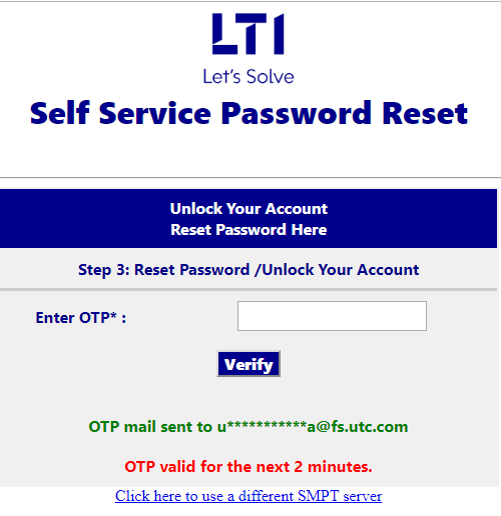 LTI
Let's Solve
Self Service Password Reset
Unlock Your Account
Reset Password Here
Step 3: Reset Password /Unlock Your Account
Enter OTP* :
Verify
OTP mail sent to u***********a@fs.utc.com
OTP valid for the next 2 minutes.
Click here to use a different SMPT server